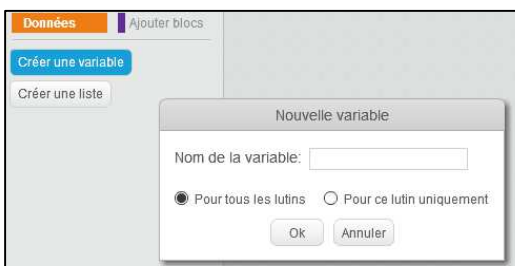 Données Ajouter blocs
Créer une variable
Créer une liste
Nouvelle variable
Nom de la variable:
Pour tous les lutins Pour ce lutin uniquement
Ok Annuler